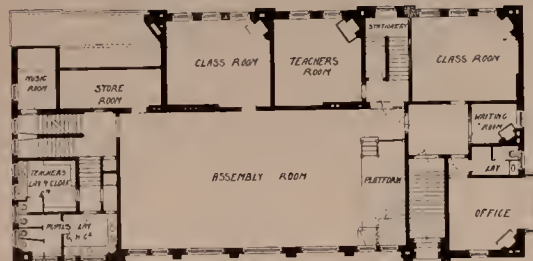 STATIONERY
CLASS ROOM
TEACHERS
ROOM
CLASS ROOM
MUSIC
ROOM
STORE
ROOM
WRITING
ROOM
TEACHERS
LAV & CLOAK
ASSEMBLY ROOM
PLATFORM
LAV
OFFICE
PUPILS LAV